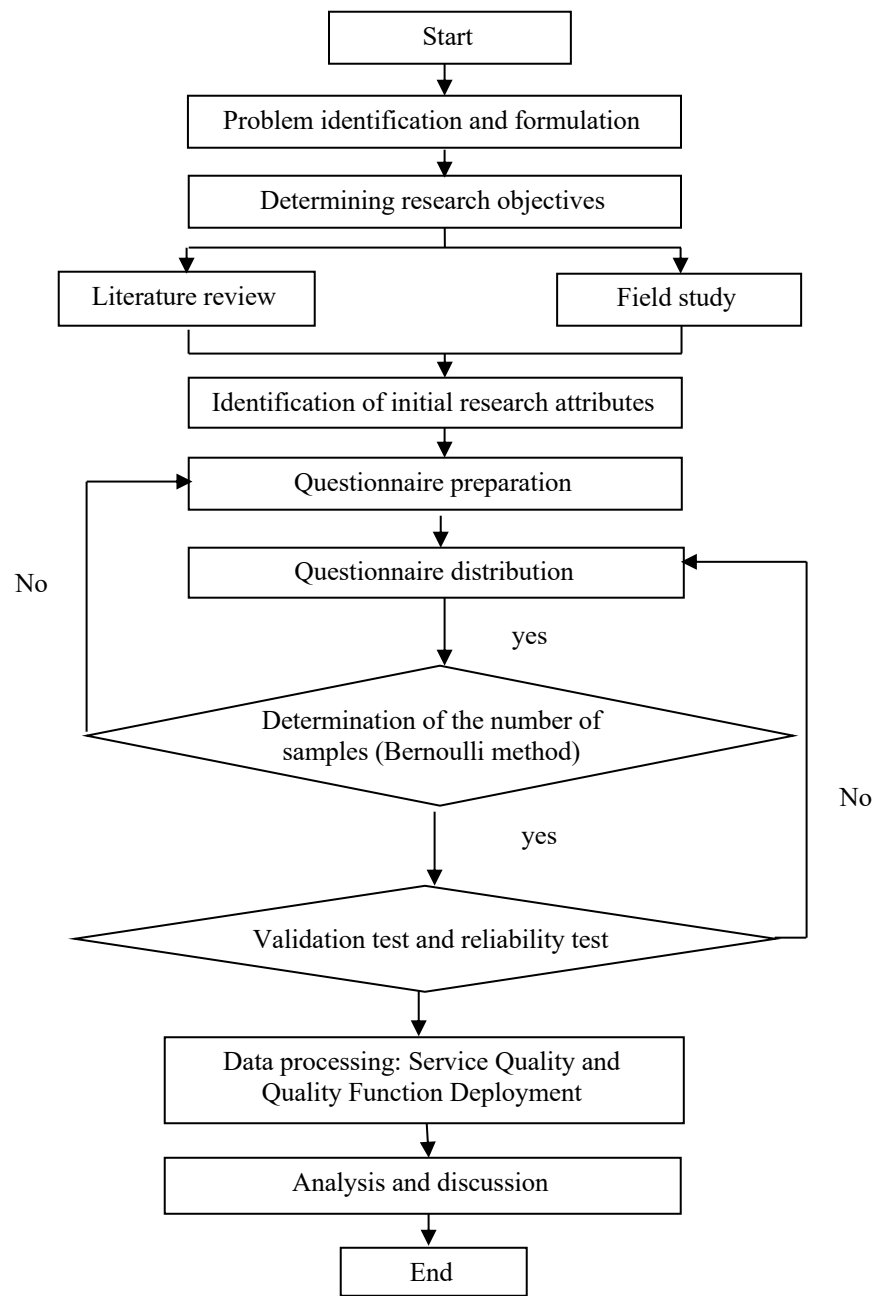 Start
Problem identification and formulation
Determining research objectives
Literature review
Field study
Identification of initial research attributes
Questionnaire preparation
Questionnaire distribution
No
yes
Determination of the number of
samples (Bernoulli method)
No
yes
Validation test and reliability test
Data processing: Service Quality and
Quality Function Deployment
Analysis and discussion
End